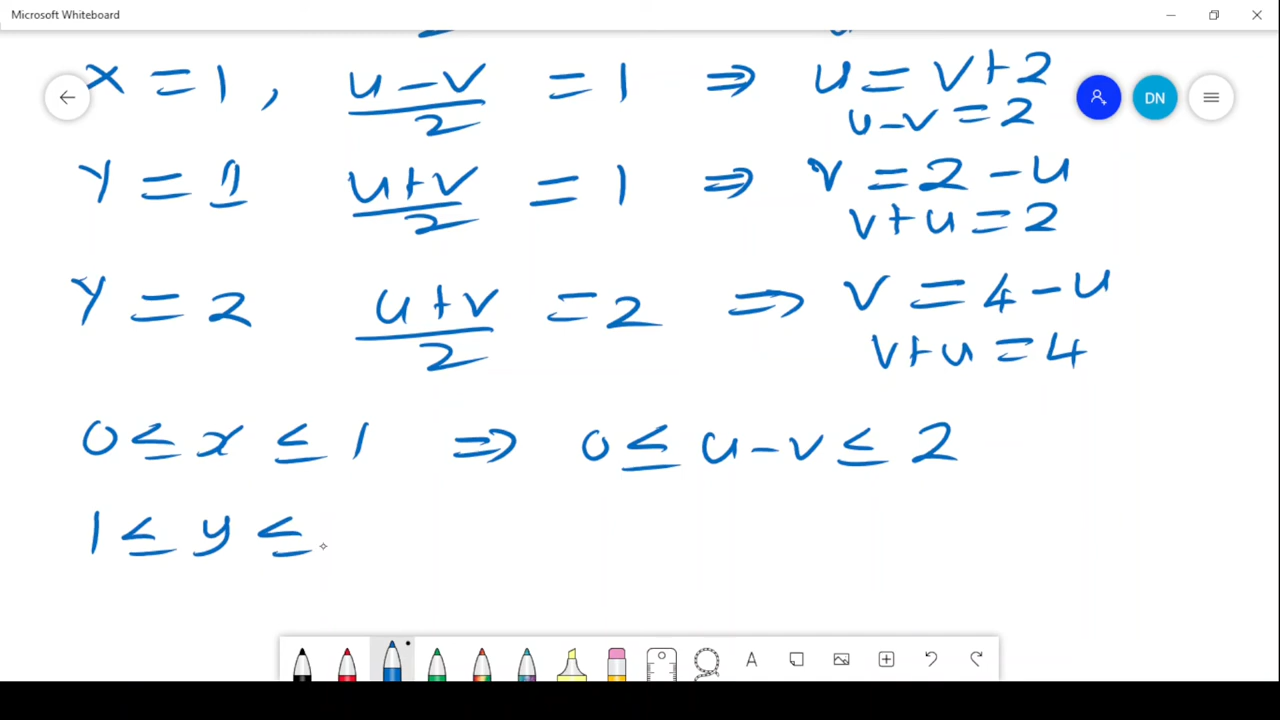 Microsoft Whiteboard
x = 1 , (u - v)/2 = 1 ⇒ u = v + 2
u - v = 2
DN
y = 1 (u + v)/2 = 1 ⇒ v = 2 - u
v + u = 2
y = 2 (u + v)/2 = 2 ⇒ v = 4 - u
v + u = 4
0 ≤ x ≤ 1 ⇒ 0 ≤ u - v ≤ 2
1 ≤ y ≤
A